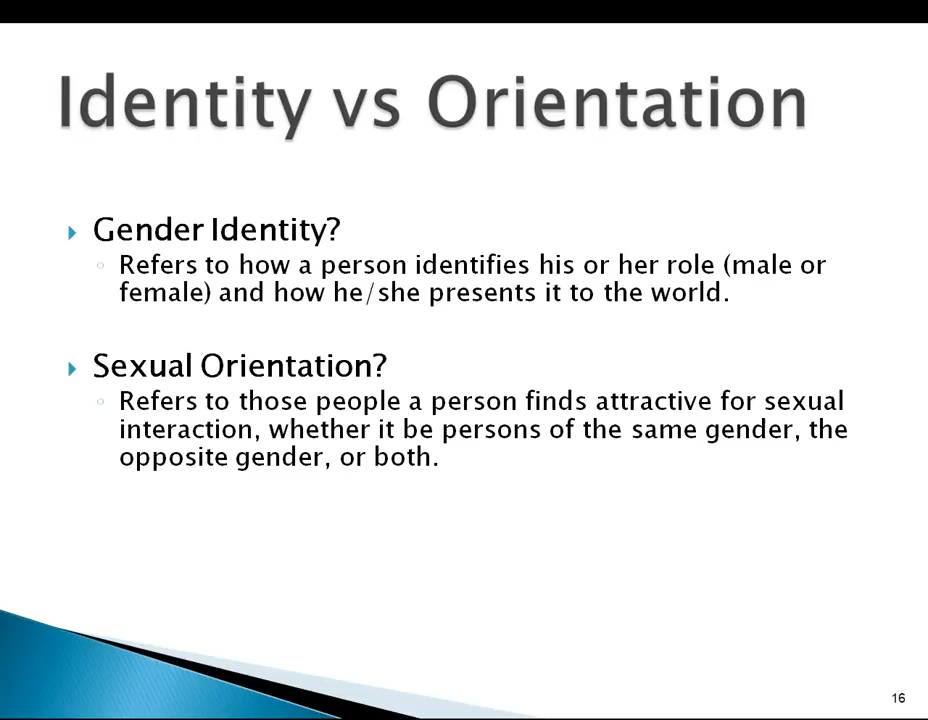 Identity vs Orientation
Gender Identity?
Refers to how a person identifies his or her role (male or
female) and how he/she presents it to the world.
Sexual Orientation?
Refers to those people a person finds attractive for sexual
interaction, whether it be persons of the same gender, the
opposite gender, or both.
16